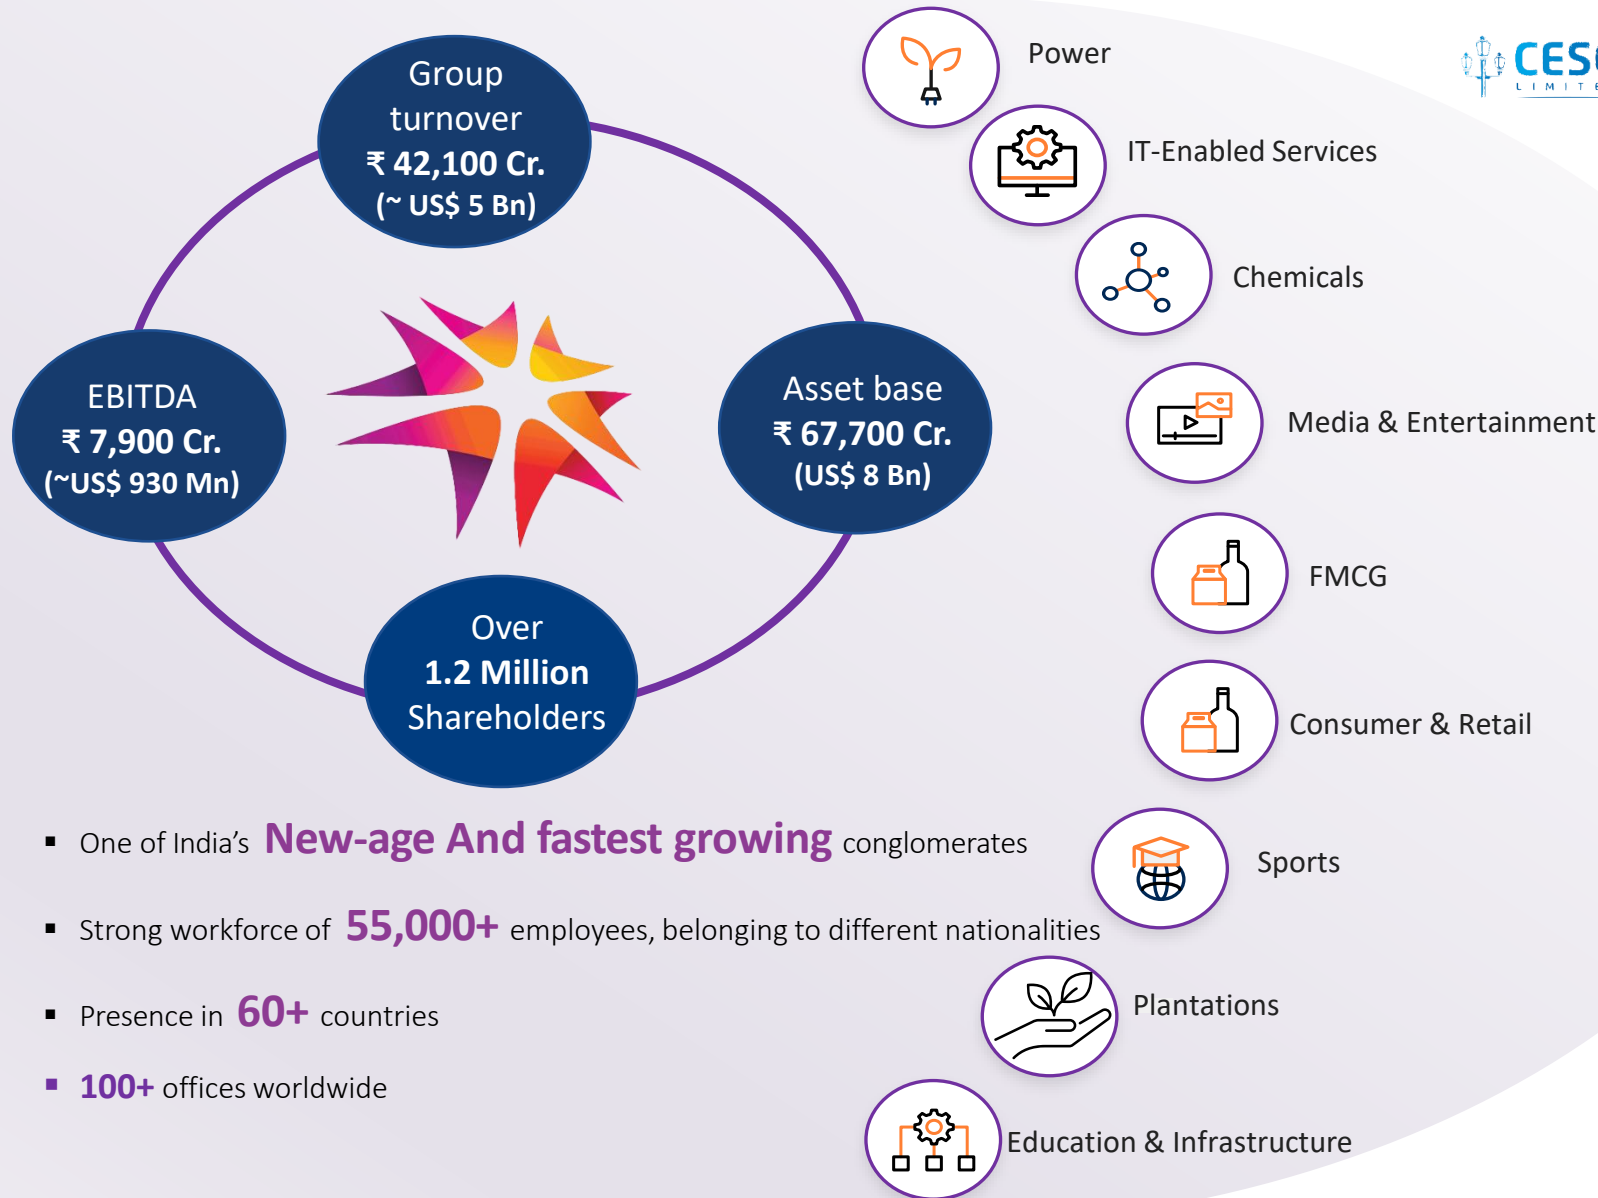 Group
turnover
₹ 42,100 Cr.
(~ US$ 5 Bn)
EBITDA
₹ 7,900 Cr.
(~US$ 930 Mn)
Asset base
₹ 67,700 Cr.
(US$ 8 Bn)
Over
1.2 Million
Shareholders
▪ One of India’s New-age And fastest growing conglomerates
▪ Strong workforce of 55,000+ employees, belonging to different nationalities
▪ Presence in 60+ countries
▪ 100+ offices worldwide
Power
IT-Enabled Services
Chemicals
Media & Entertainment
FMCG
Consumer & Retail
Sports
Plantations
Education & Infrastructure